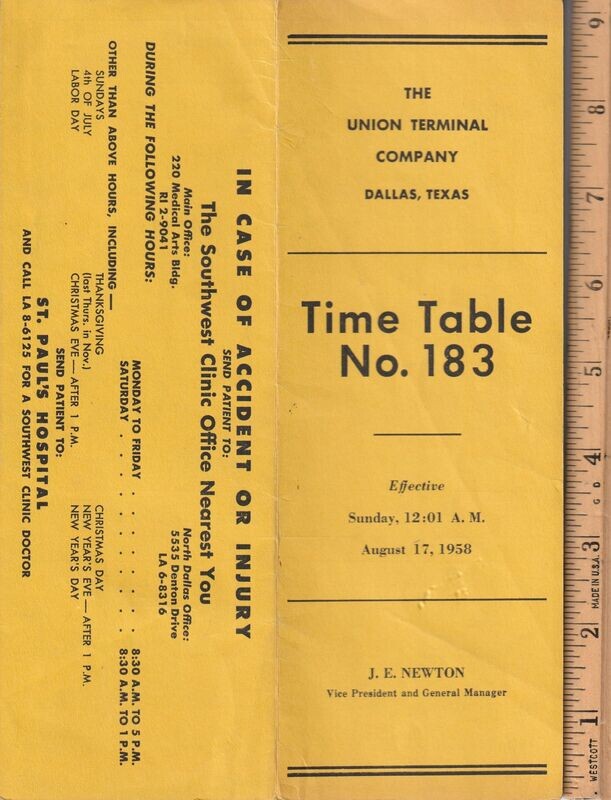 THE
UNION TERMINAL
COMPANY
DALLAS, TEXAS
Time Table
No. 183
Effective
Sunday, 12:01 A. M.
August 17, 1958
J. E. NEWTON
Vice President and General Manager
IN CASE OF ACCIDENT OR INJURY
SEND PATIENT TO:
The Southwest Clinic Office Nearest You
Main Office: North Dallas Office:
220 Medical Arts Bldg. 5535 Denton Drive
RI 2-9041 LA 6-8316
DURING THE FOLLOWING HOURS:
MONDAY TO FRIDAY . . . . . . . . 8:30 A.M. TO 5 P.M.
SATURDAY . . . . . . . . . . 8:30 A.M. TO 1 P.M.
OTHER THAN ABOVE HOURS, INCLUDING—
SUNDAYS THANKSGIVING CHRISTMAS DAY
4th OF JULY (last Thurs. in Nov.) NEW YEAR'S EVE — AFTER 1 P.M.
LABOR DAY CHRISTMAS EVE — AFTER 1 P.M. NEW YEAR'S DAY
SEND PATIENT TO:
ST. PAUL'S HOSPITAL
AND CALL LA 8-6125 FOR A SOUTHWEST CLINIC DOCTOR
9
8
7
6
5
4
3
2
1
MADE IN U.S.A.
WESTCOTT